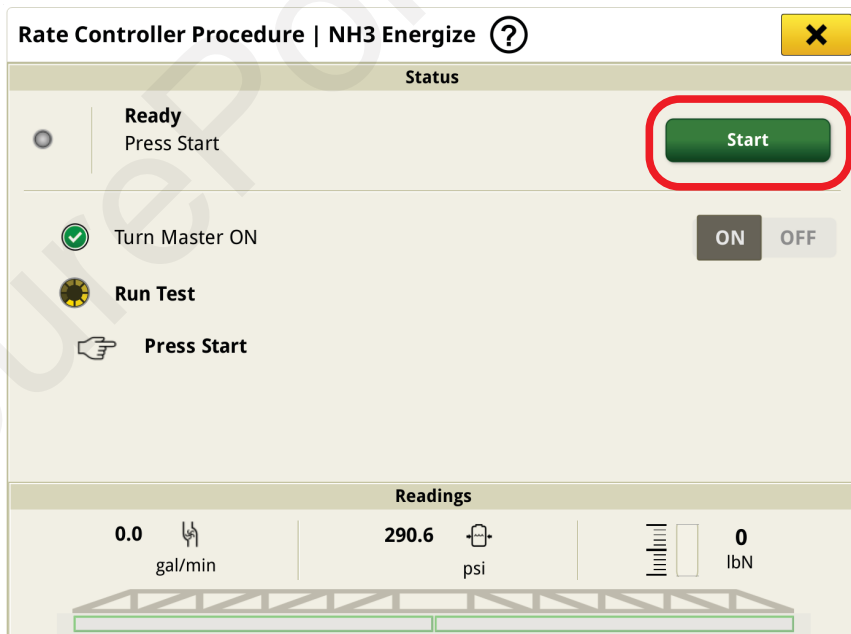 Rate Controller Procedure | NH3 Energize ?
Status
Ready
Press Start
Start
Turn Master ON
ON OFF
Run Test
Press Start
Readings
0.0
gal/min
290.6
psi
0
lbN